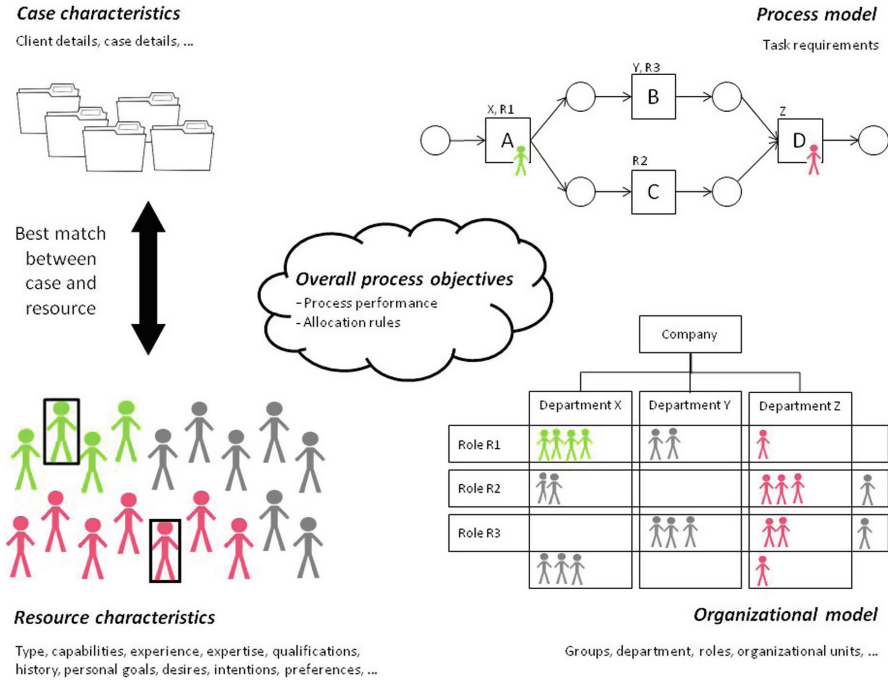 Case characteristics
Client details, case details, ...
Best match
between
case and
resource
Process model
Task requirements
X, R1
A
Y, R3
B
R2
C
Z
D
Overall process objectives
- Process performance
- Allocation rules
Company
Department X
Department Y
Department Z
Role R1
Role R2
Role R3
Resource characteristics
Type, capabilities, experience, expertise, qualifications,
history, personal goals, desires, intentions, preferences, ...
Organizational model
Groups, department, roles, organizational units, ...